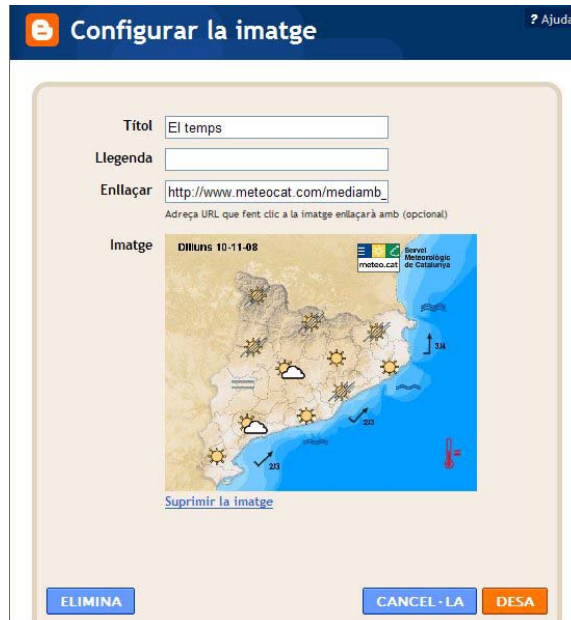 Configurar la imatge
? Ajuda
Títol
El temps
Llegenda
Enllaçar
http://www.meteocat.com/mediamb_
Adreça URL que fent clic a la imatge enllaçarà amb (opcional)
Imatge
Dilluns 10-11-08
meteo.cat
Servei
Meteorològic
de Catalunya
3/4
2/3
2/3
Suprimir la imatge
ELIMINA
CANCEL·LA
DESA